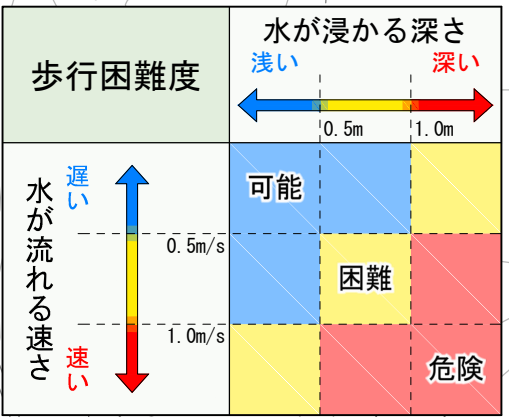 歩行困難度
水が浸かる深さ
浅い
深い
0.5m
1.0m
水が流れる速さ
遅い
速い
0.5m/s
1.0m/s
可能
困難
危険